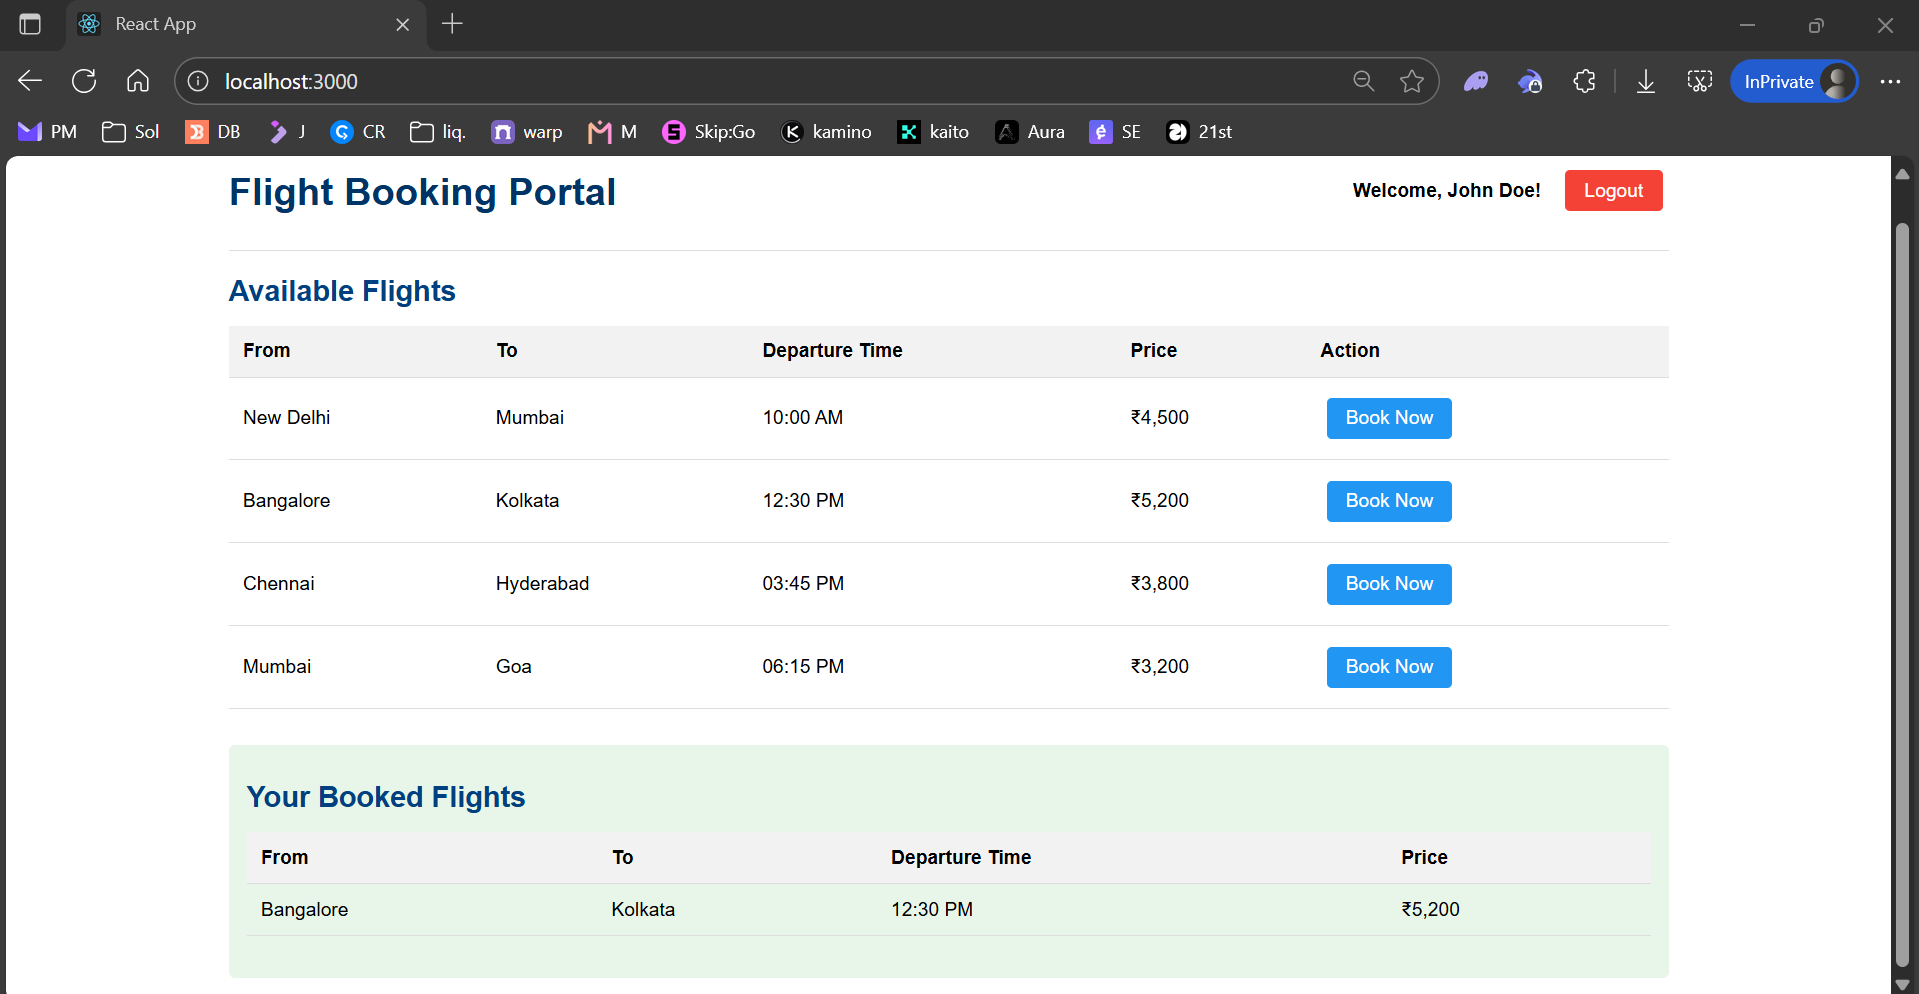 React App
localhost:3000
InPrivate
PM Sol DB J CR liq. warp M Skip:Go kamino kaito Aura SE 21st
Flight Booking Portal
Welcome, John Doe! Logout
Available Flights
From To Departure Time Price Action
New Delhi Mumbai 10:00 AM ₹4,500 Book Now
Bangalore Kolkata 12:30 PM ₹5,200 Book Now
Chennai Hyderabad 03:45 PM ₹3,800 Book Now
Mumbai Goa 06:15 PM ₹3,200 Book Now
Your Booked Flights
From To Departure Time Price
Bangalore Kolkata 12:30 PM ₹5,200